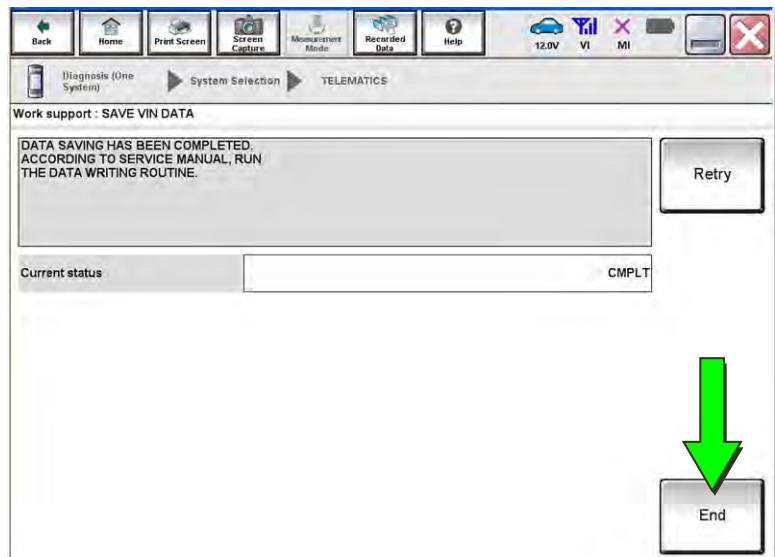 Back
Home
Print Screen
Screen Capture
Measurement Mode
Recorded Data
Help
12.0V
VI
MI
Diagnosis (One System)
System Selection
TELEMATICS
Work support : SAVE VIN DATA
DATA SAVING HAS BEEN COMPLETED.
ACCORDING TO SERVICE MANUAL, RUN
THE DATA WRITING ROUTINE.
Retry
Current status
CMPLT
End